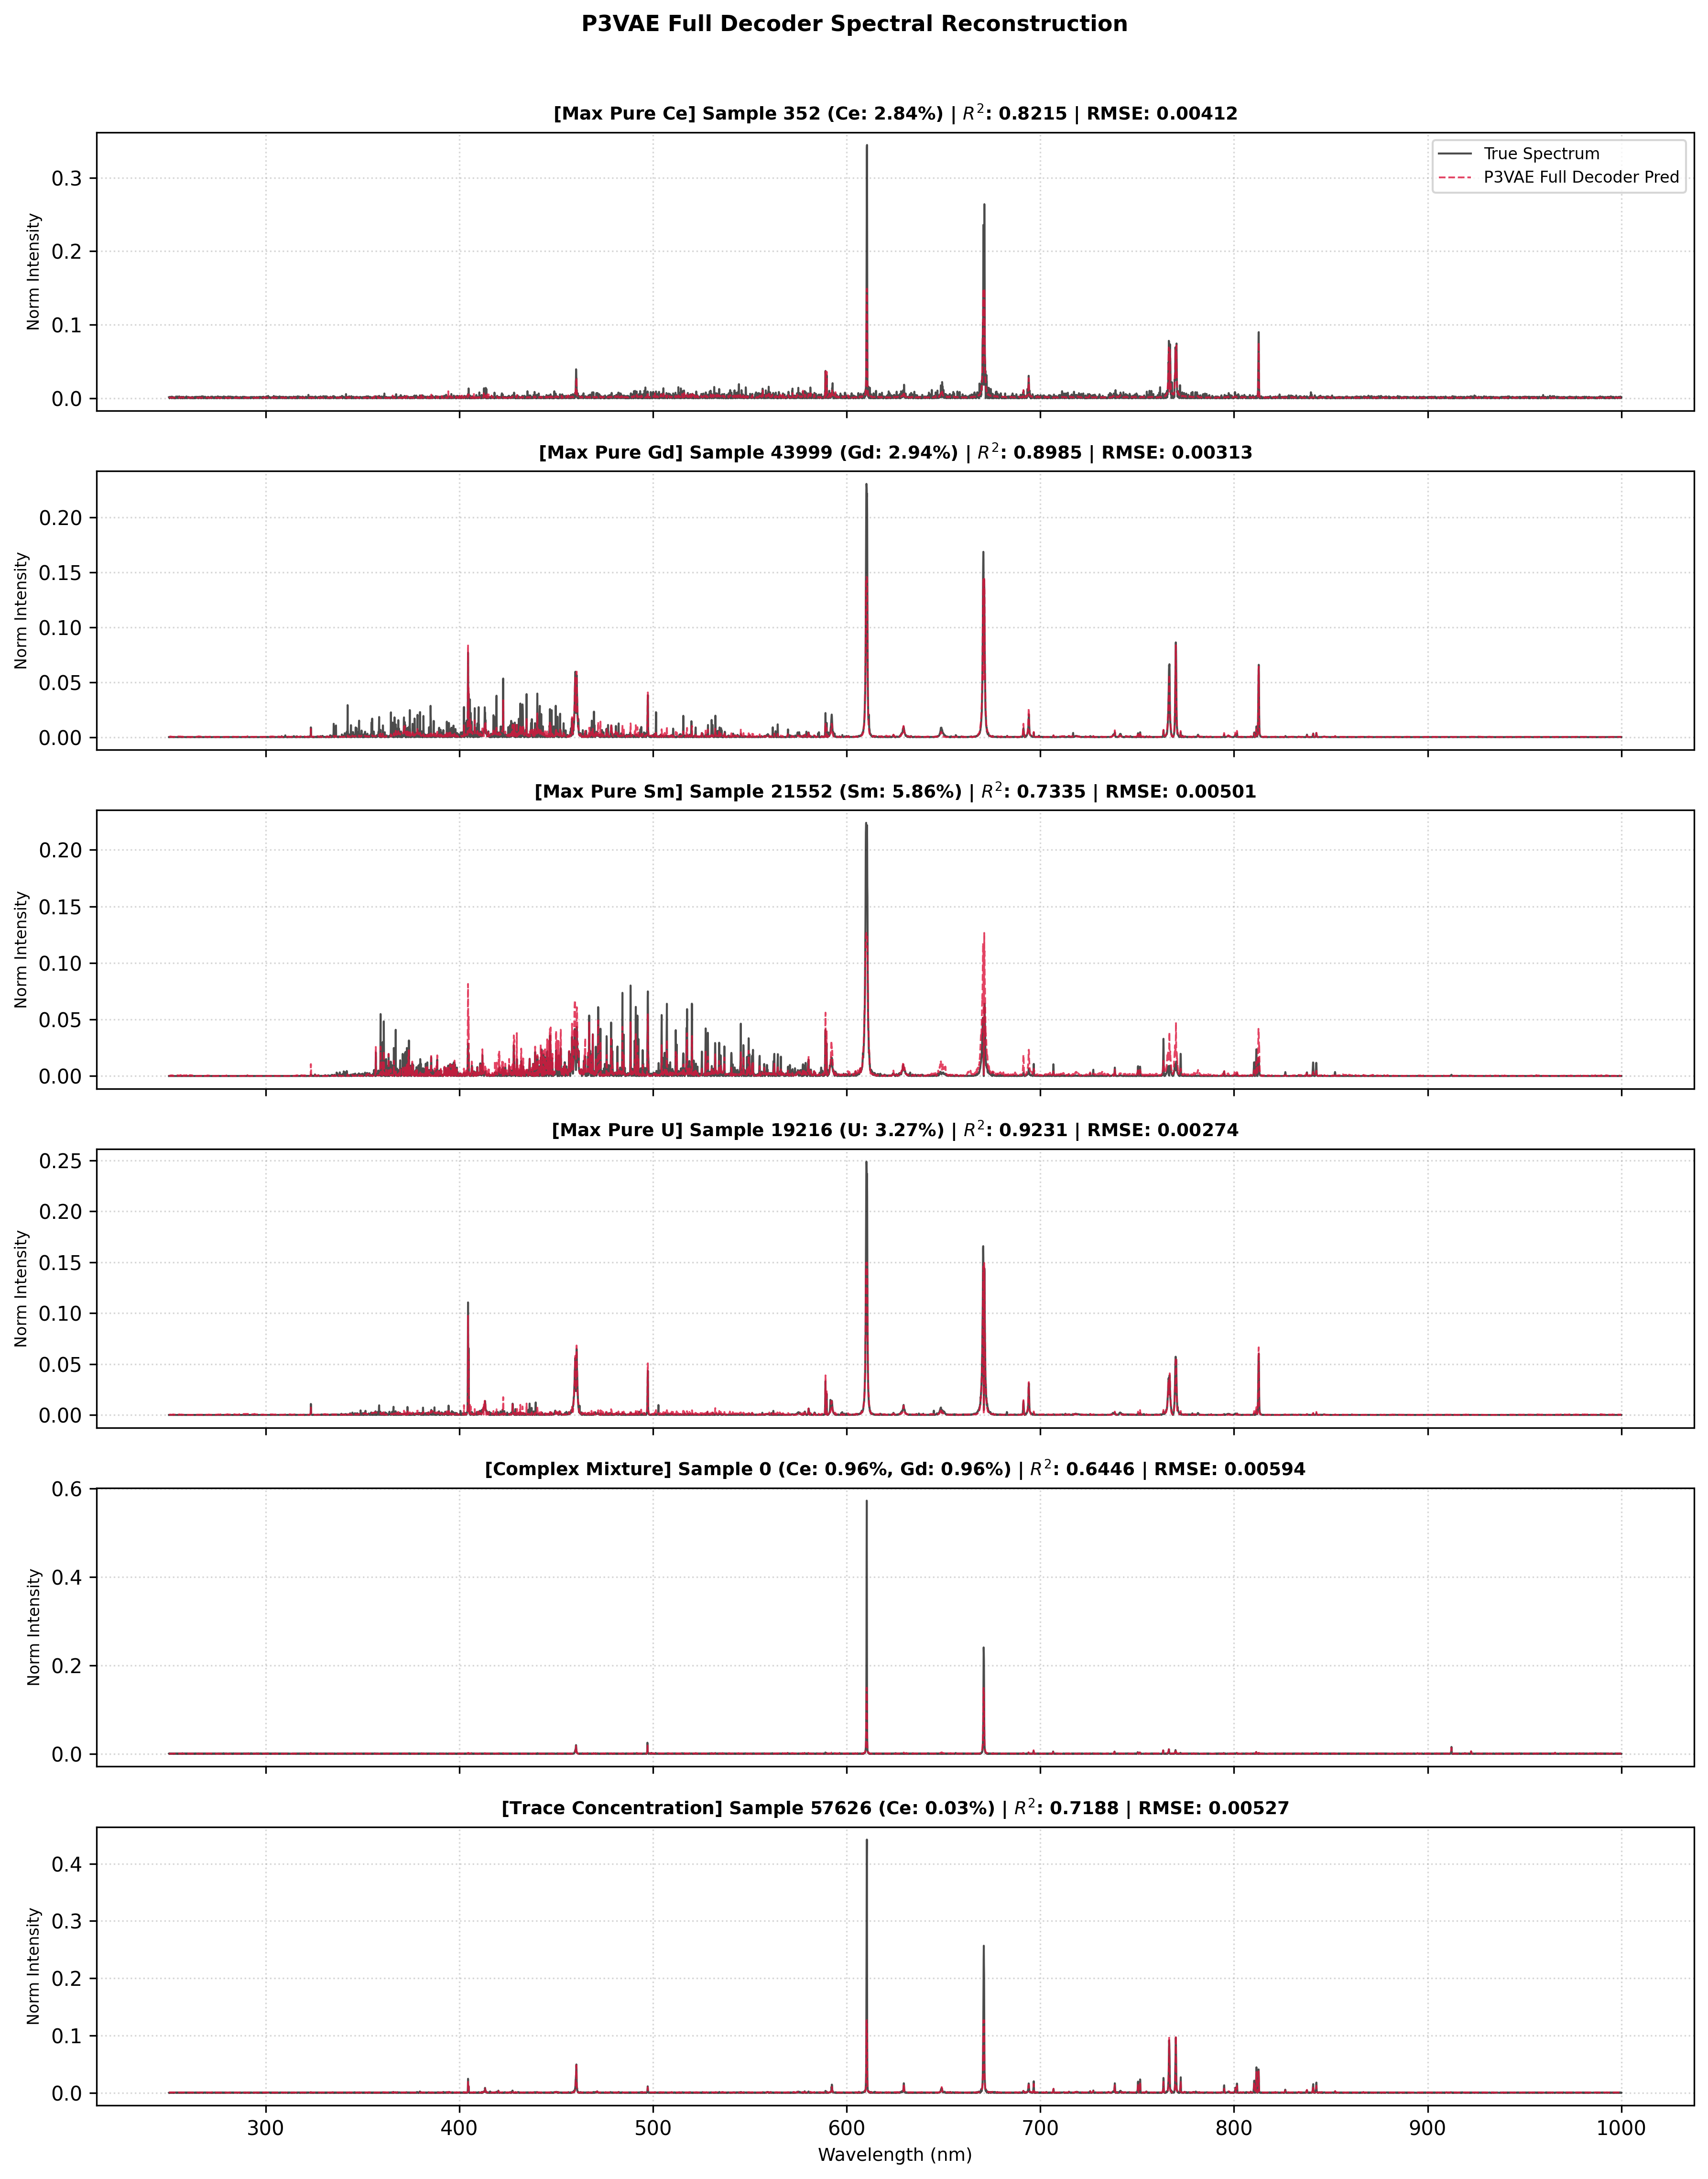 P3VAE Full Decoder Spectral Reconstruction
[Max Pure Ce] Sample 352 (Ce: 2.84%) | R²: 0.8215 | RMSE: 0.00412
True Spectrum
P3VAE Full Decoder Pred
Norm Intensity
0.3
0.2
0.1
0.0
[Max Pure Gd] Sample 43999 (Gd: 2.94%) | R²: 0.8985 | RMSE: 0.00313
Norm Intensity
0.20
0.15
0.10
0.05
0.00
[Max Pure Sm] Sample 21552 (Sm: 5.86%) | R²: 0.7335 | RMSE: 0.00501
Norm Intensity
0.20
0.15
0.10
0.05
0.00
[Max Pure U] Sample 19216 (U: 3.27%) | R²: 0.9231 | RMSE: 0.00274
Norm Intensity
0.25
0.20
0.15
0.10
0.05
0.00
[Complex Mixture] Sample 0 (Ce: 0.96%, Gd: 0.96%) | R²: 0.6446 | RMSE: 0.00594
Norm Intensity
0.6
0.4
0.2
0.0
[Trace Concentration] Sample 57626 (Ce: 0.03%) | R²: 0.7188 | RMSE: 0.00527
Norm Intensity
0.4
0.3
0.2
0.1
0.0
300 400 500 600 700 800 900 1000
Wavelength (nm)